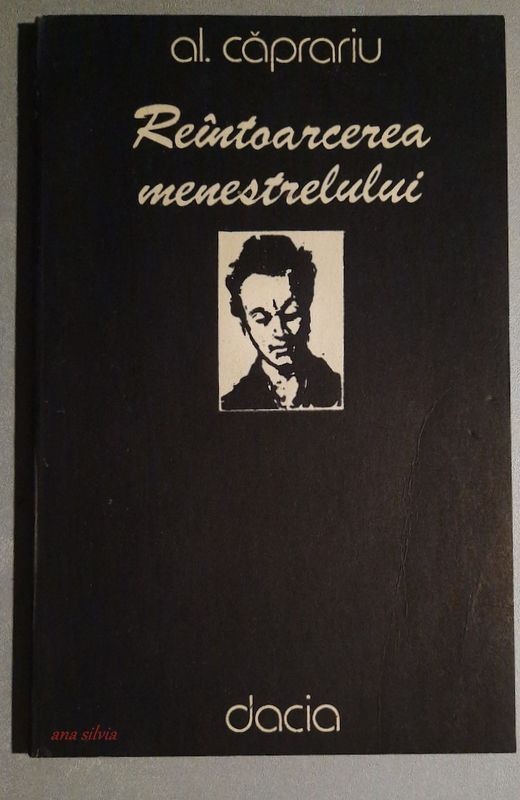 al. căprariu
Reîntoarcerea
menestrelului
dacia
ana silvia